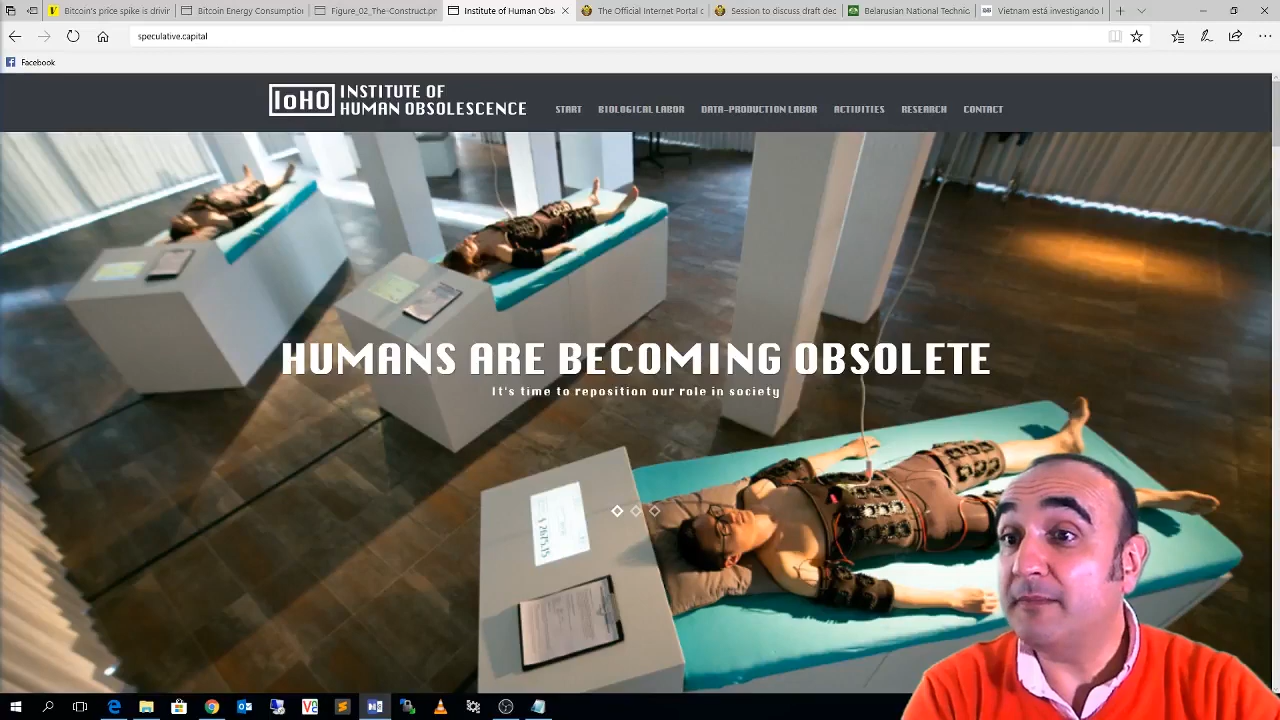 Bitcoin's price spike is drivir
Bitcoin Energy Consumption
Figure_02_The-Construct.pn
Institute of Human Obs
The Official Internet Portal o
Session to discuss draft dec
Belarusian National Technic
Vietnam está investigando l
speculative.capital
Facebook
IoHO
INSTITUTE OF
HUMAN OBSOLESCENCE
START
BIOLOGICAL LABOR
DATA-PRODUCTION LABOR
ACTIVITIES
RESEARCH
CONTACT
HUMANS ARE BECOMING OBSOLETE
It's time to reposition our role in society